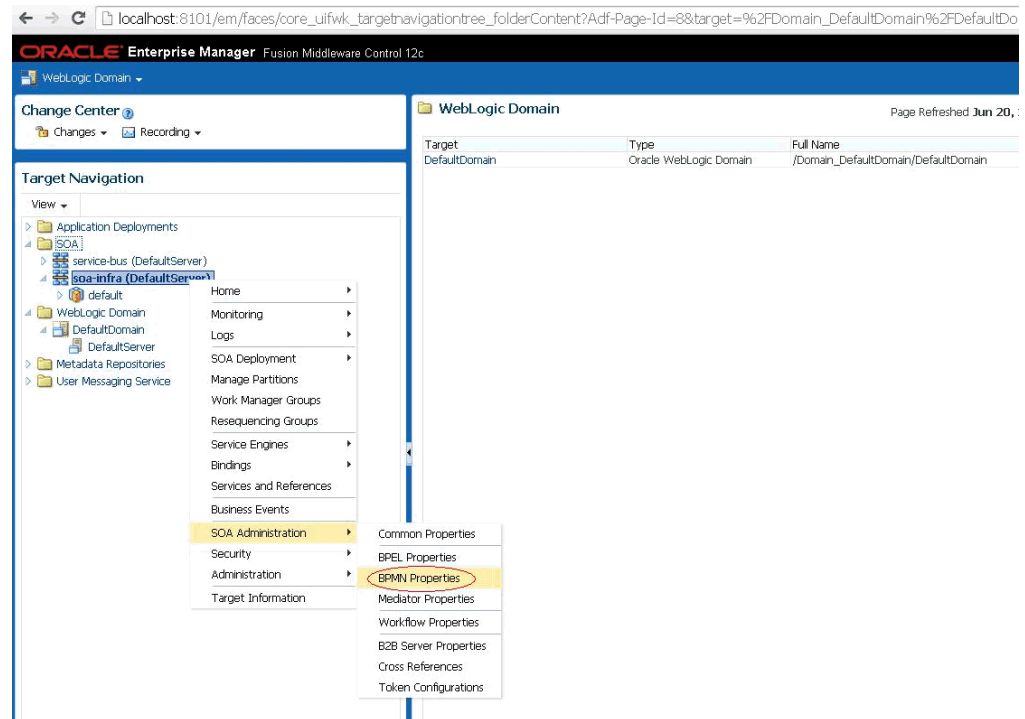 localhost:8101/em/faces/core_uifwk_targetnavigationtree_folderContent?Adf-Page-Id=8&target=%2FDomain_DefaultDomain%2FDefaultDo
ORACLE Enterprise Manager Fusion Middleware Control 12c
WebLogic Domain
Change Center
Changes Recording
Target Navigation
View
Application Deployments
SOA
service-bus (DefaultServer)
soa-infra (DefaultServer)
default
WebLogic Domain
DefaultDomain
DefaultServer
Metadata Repositories
User Messaging Service
Home
Monitoring
Logs
SOA Deployment
Manage Partitions
Work Manager Groups
Resequencing Groups
Service Engines
Bindings
Services and References
Business Events
SOA Administration
Security
Administration
Target Information
Common Properties
BPEL Properties
BPMN Properties
Mediator Properties
Workflow Properties
B2B Server Properties
Cross References
Token Configurations
WebLogic Domain
Page Refreshed Jun 20,
Target Type Full Name
DefaultDomain Oracle WebLogic Domain /Domain_DefaultDomain/DefaultDomain